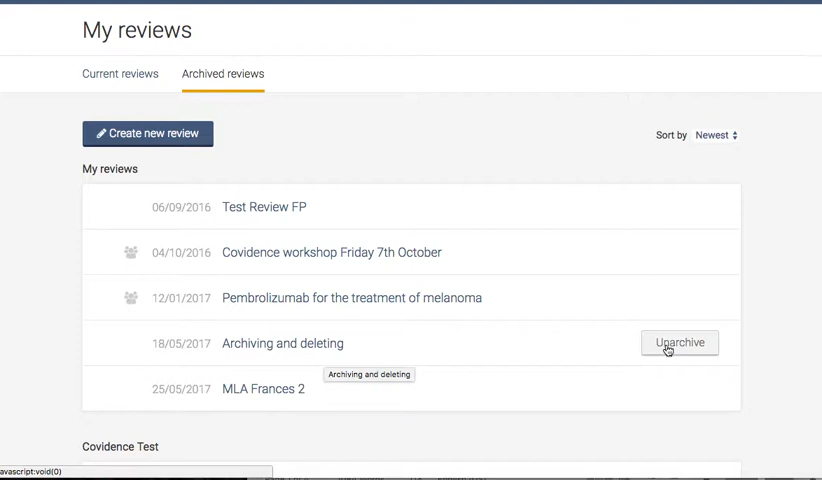 My reviews
Current reviews
Archived reviews
Create new review
Sort by Newest
My reviews
06/09/2016 Test Review FP
04/10/2016 Covidence workshop Friday 7th October
12/01/2017 Pembrolizumab for the treatment of melanoma
18/05/2017 Archiving and deleting Unarchive
Archiving and deleting
25/05/2017 MLA Frances 2
Covidence Test
avascript:void(0)